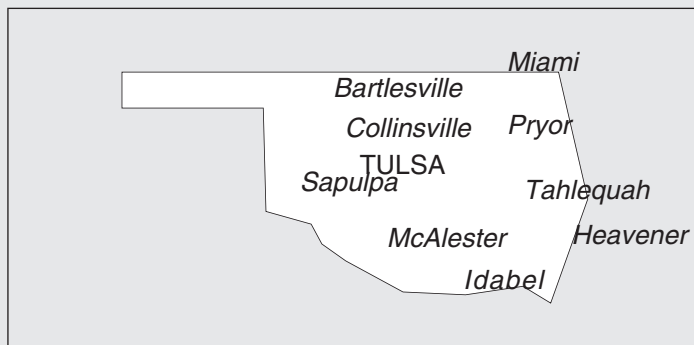 Miami
Bartlesville
Collinsville
Pryor
TULSA
Sapulpa
Tahlequah
McAlester
Heavener
Idabel